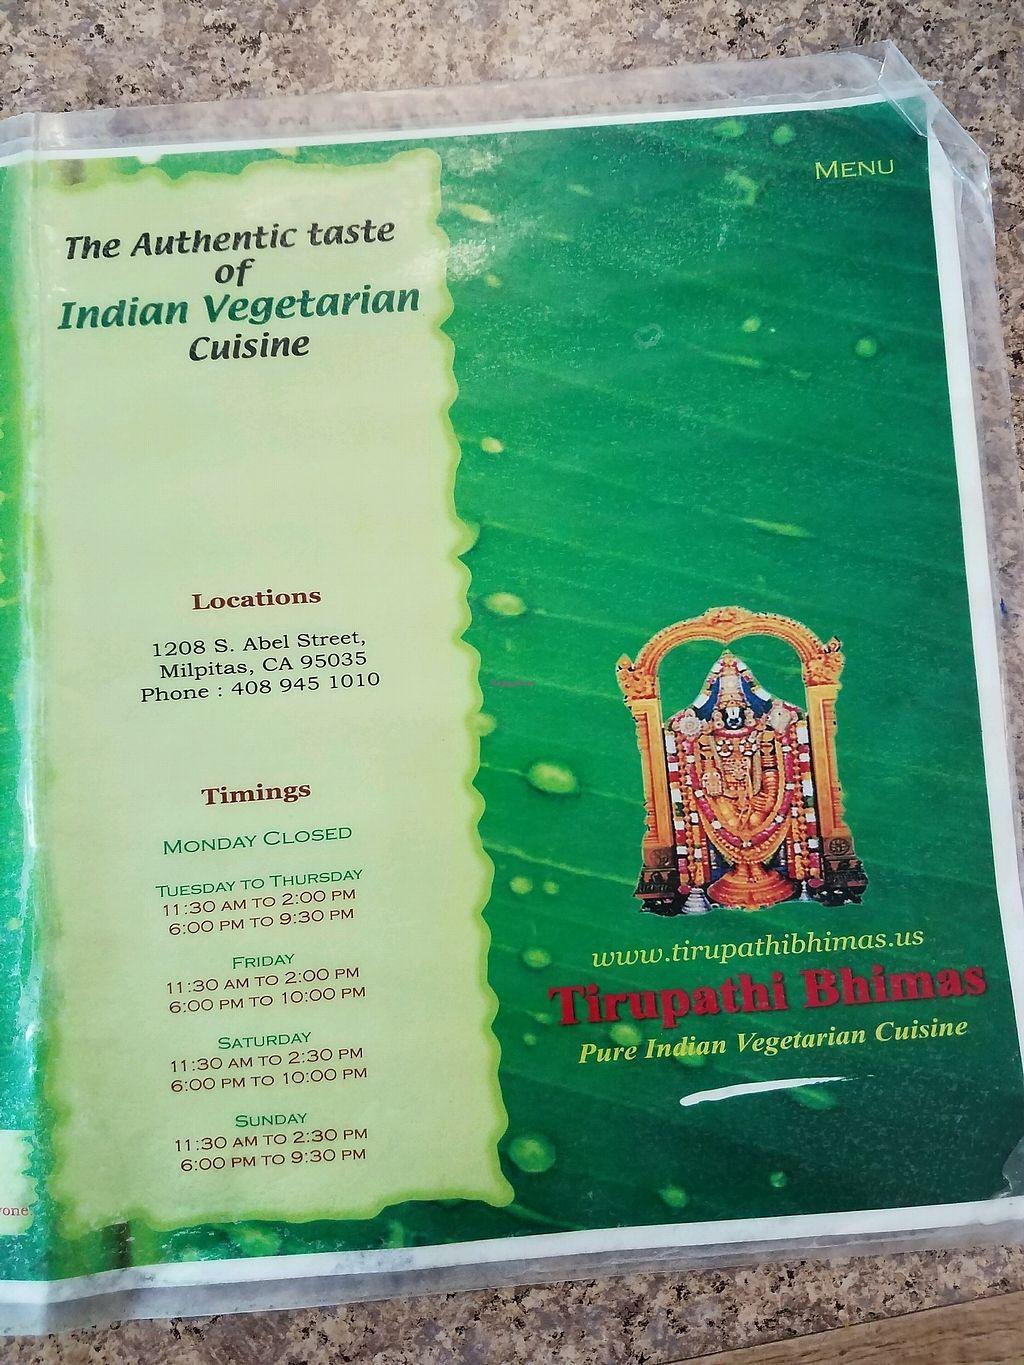 The Authentic taste
of
Indian Vegetarian
Cuisine
Locations
1208 S. Abel Street,
Milpitas, CA 95035
Phone : 408 945 1010
Timings
MONDAY CLOSED
TUESDAY TO THURSDAY
11:30 AM TO 2:00 PM
6:00 PM TO 9:30 PM
FRIDAY
11:30 AM TO 2:00 PM
6:00 PM TO 10:00 PM
SATURDAY
11:30 AM TO 2:30 PM
6:00 PM TO 10:00 PM
SUNDAY
11:30 AM TO 2:30 PM
6:00 PM TO 9:30 PM
MENU
www.tirupathibhimas.us
Tirupathi Bhimas
Pure Indian Vegetarian Cuisine